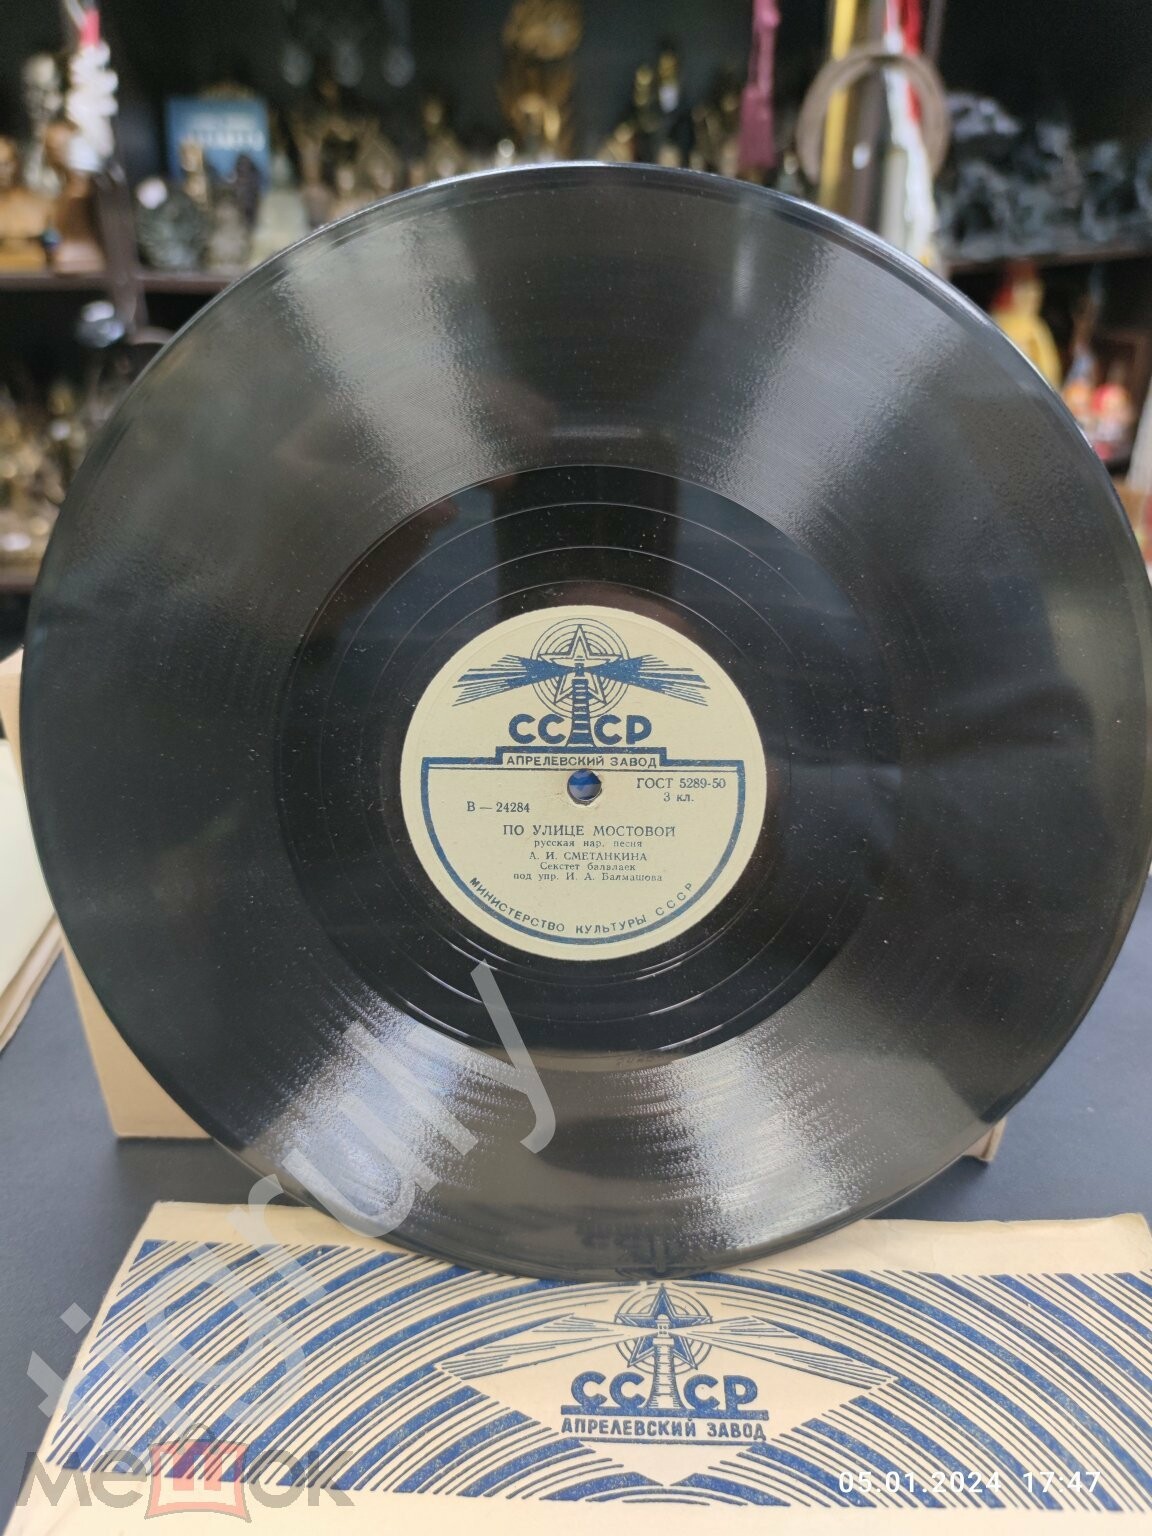 СССР
АПРЕЛЕВСКИЙ ЗАВОД
ГОСТ 5289-50
3 кл.
В — 24284
ПО УЛИЦЕ МОСТОВОЙ
русская нар. песня
А. И. СМЕТАНКИНА
Секстет балалаек
под упр. И. А. Балмашова
МИНИСТЕРСТВО КУЛЬТУРЫ СССР
СССР
АПРЕЛЕВСКИЙ ЗАВОД
мешок
05.01.2024 17:47